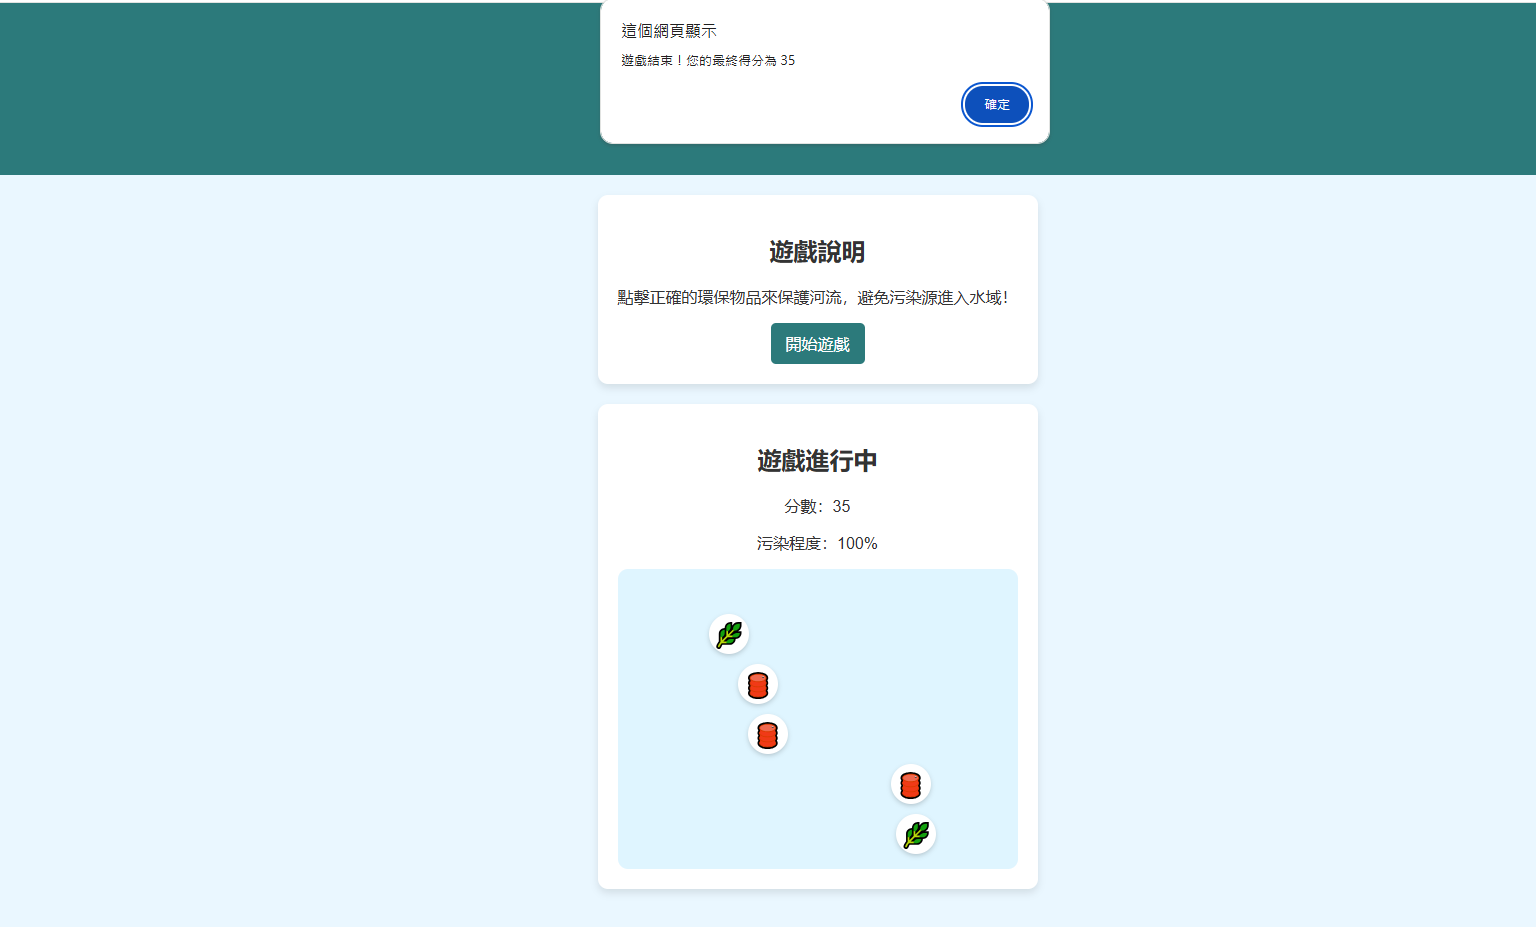 這個網頁顯示
遊戲結束！您的最終得分為 35
確定
遊戲說明
點擊正確的環保物品來保護河流，避免污染源進入水域！
開始遊戲
遊戲進行中
分數：35
污染程度：100%